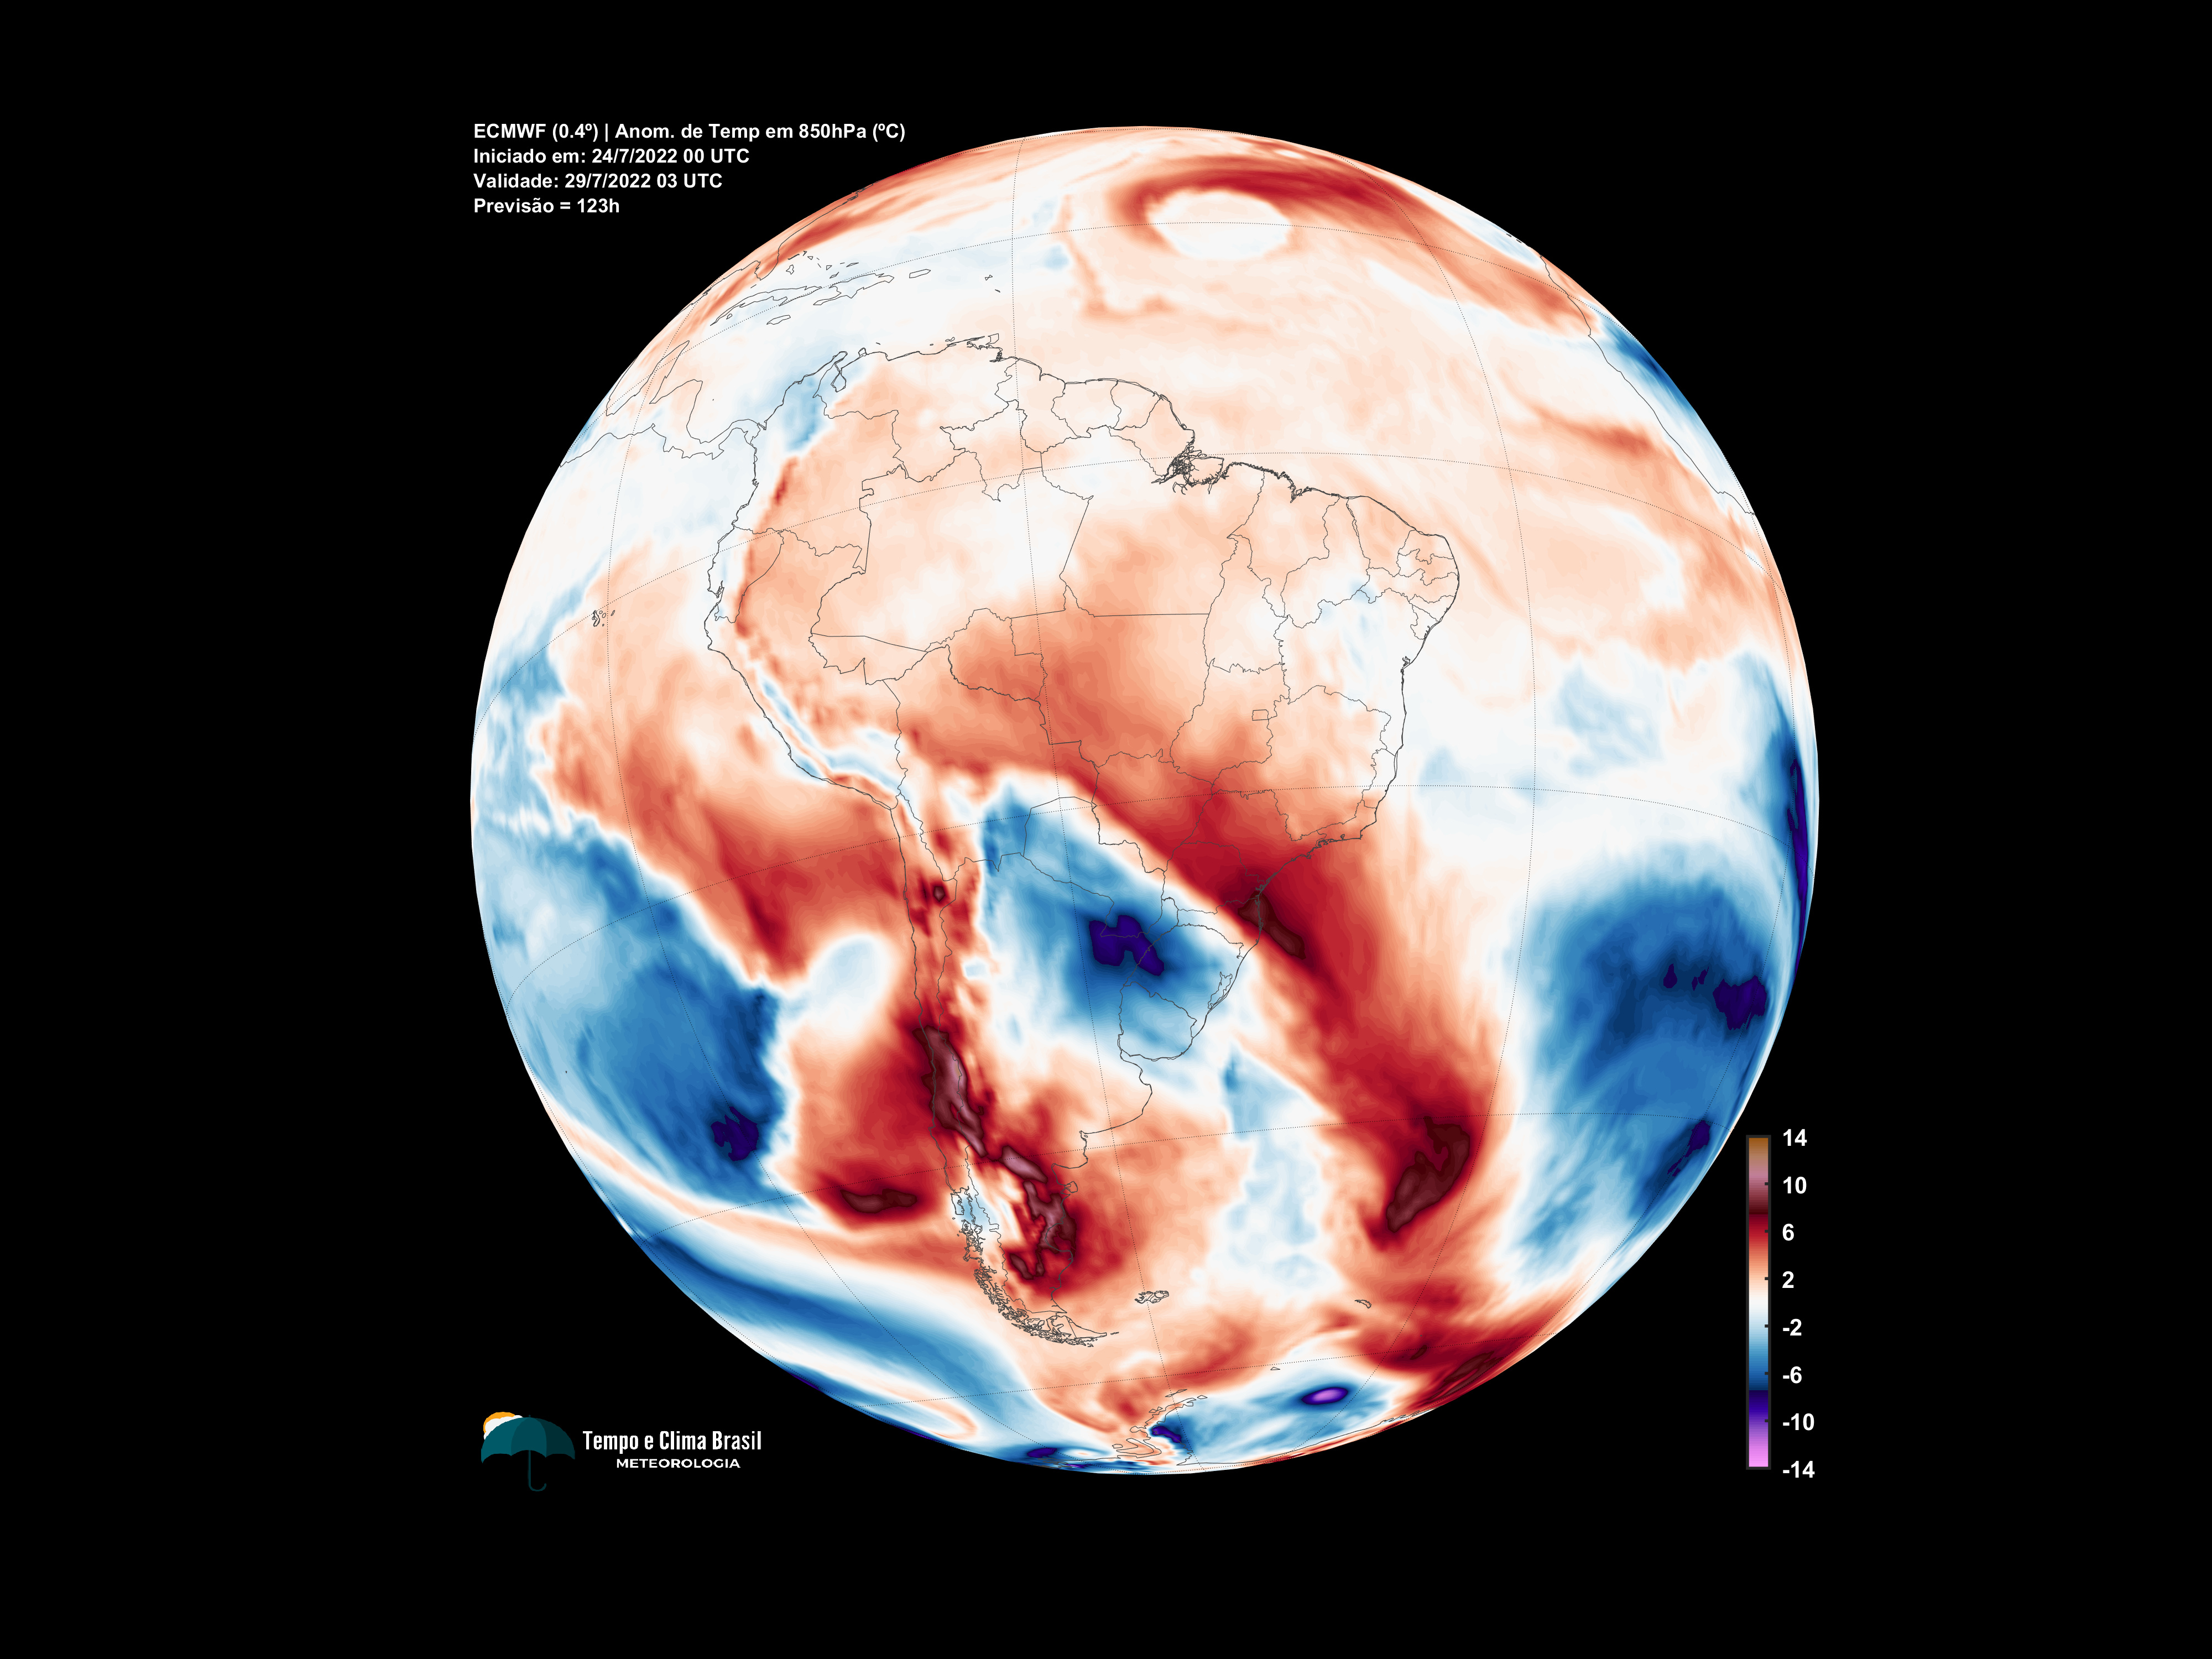 ECMWF (0.4º) | Anom. de Temp em 850hPa (ºC)
Iniciado em: 24/7/2022 00 UTC
Validade: 29/7/2022 03 UTC
Previsão = 123h
14
10
6
2
-2
-6
-10
-14
Tempo e Clima Brasil
METEOROLOGIA